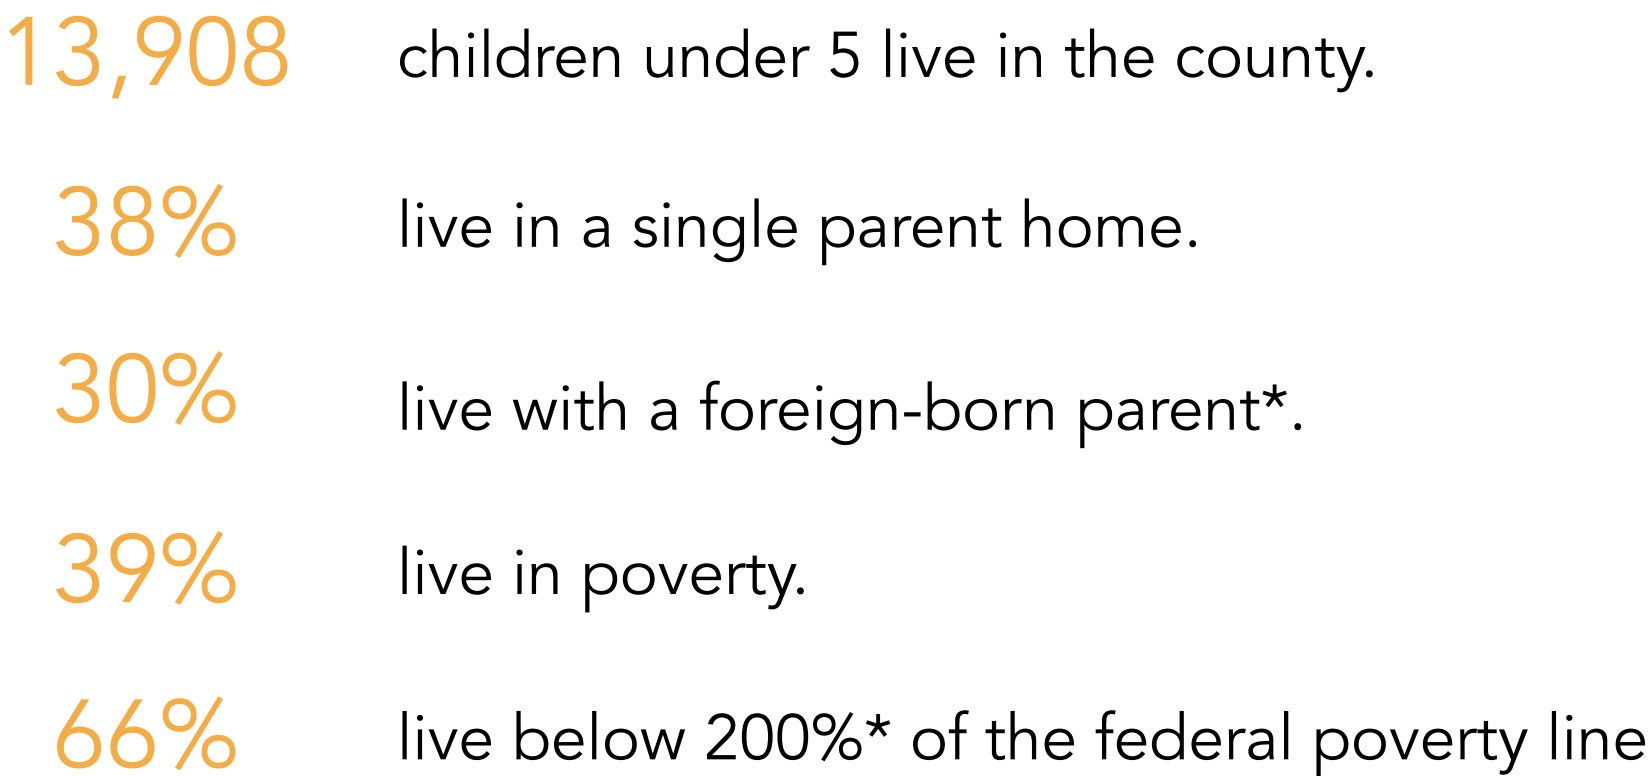 13,908 children under 5 live in the county.
38% live in a single parent home.
30% live with a foreign-born parent*.
39% live in poverty.
66% live below 200%* of the federal poverty line